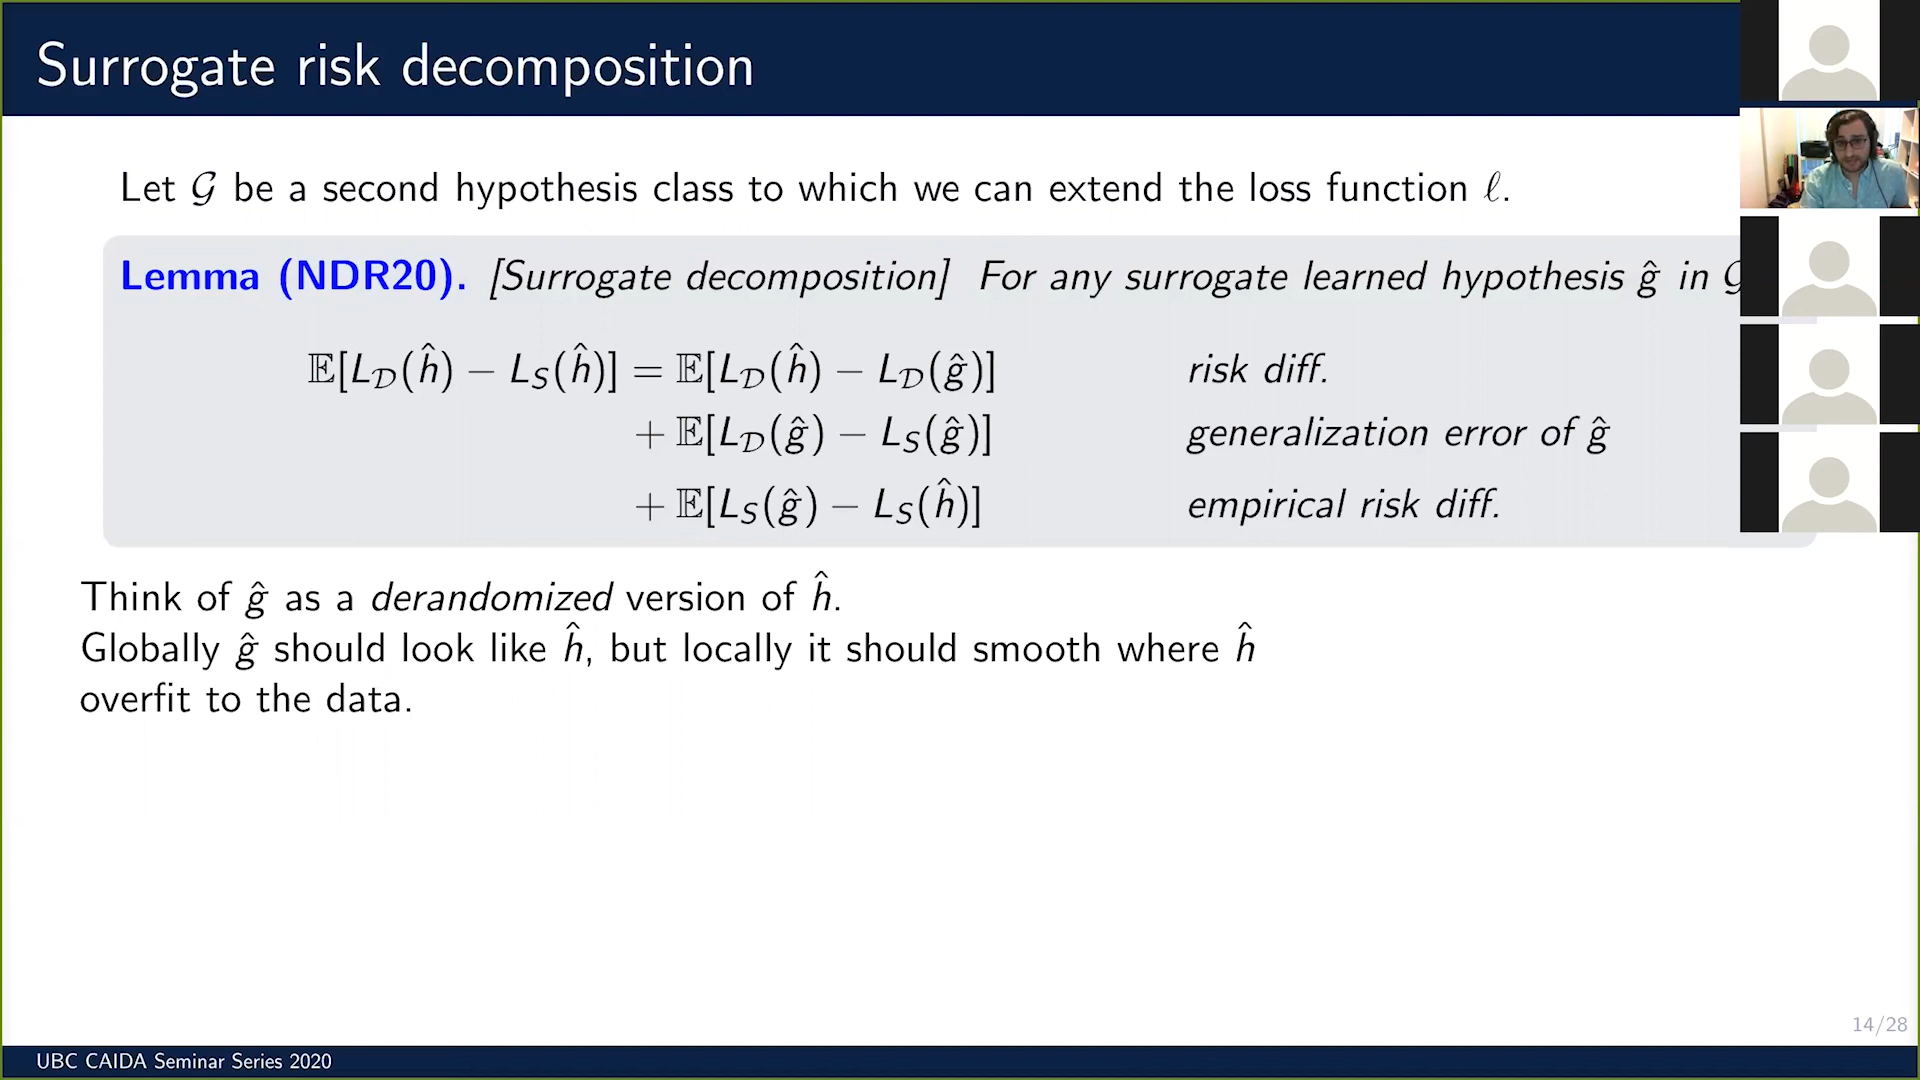 Surrogate risk decomposition
Let 𝒢 be a second hypothesis class to which we can extend the loss function ℓ.
Lemma (NDR20). [Surrogate decomposition] For any surrogate learned hypothesis ĝ in 𝒢
𝔼[L_𝒟(ĥ) − L_S(ĥ)] = 𝔼[L_𝒟(ĥ) − L_𝒟(ĝ)] risk diff.
+ 𝔼[L_𝒟(ĝ) − L_S(ĝ)] generalization error of ĝ
+ 𝔼[L_S(ĝ) − L_S(ĥ)] empirical risk diff.
Think of ĝ as a derandomized version of ĥ.
Globally ĝ should look like ĥ, but locally it should smooth where ĥ
overfit to the data.
14/28
UBC CAIDA Seminar Series 2020